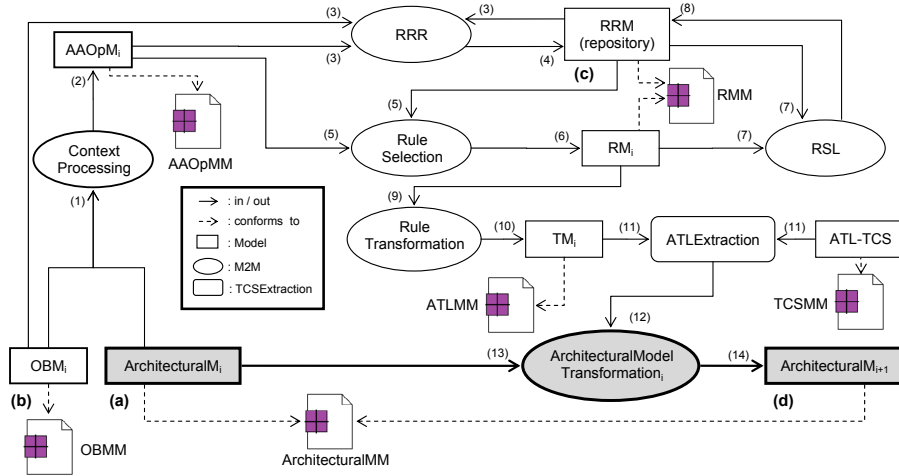 (3)
(3)
(8)
RRR
RRM
(repository)
AAOpMᵢ
(3)
(4)
(c)
(2)
RMM
AAOpMM
(5)
(5)
(6)
(7)
(7)
Rule
Selection
RMᵢ
RSL
Context
Processing
(1)
(9)
: in / out
: conforms to
: Model
: M2M
: TCSExtraction
Rule
Transformation
(10)
TMᵢ
(11)
ATLExtraction
(11)
ATL-TCS
ATLMM
TCSMM
(12)
OBMᵢ
ArchitecturalMᵢ
(13)
ArchitecturalModel
Transformationᵢ
(14)
ArchitecturalMᵢ₊₁
(b)
(a)
(d)
OBMM
ArchitecturalMM